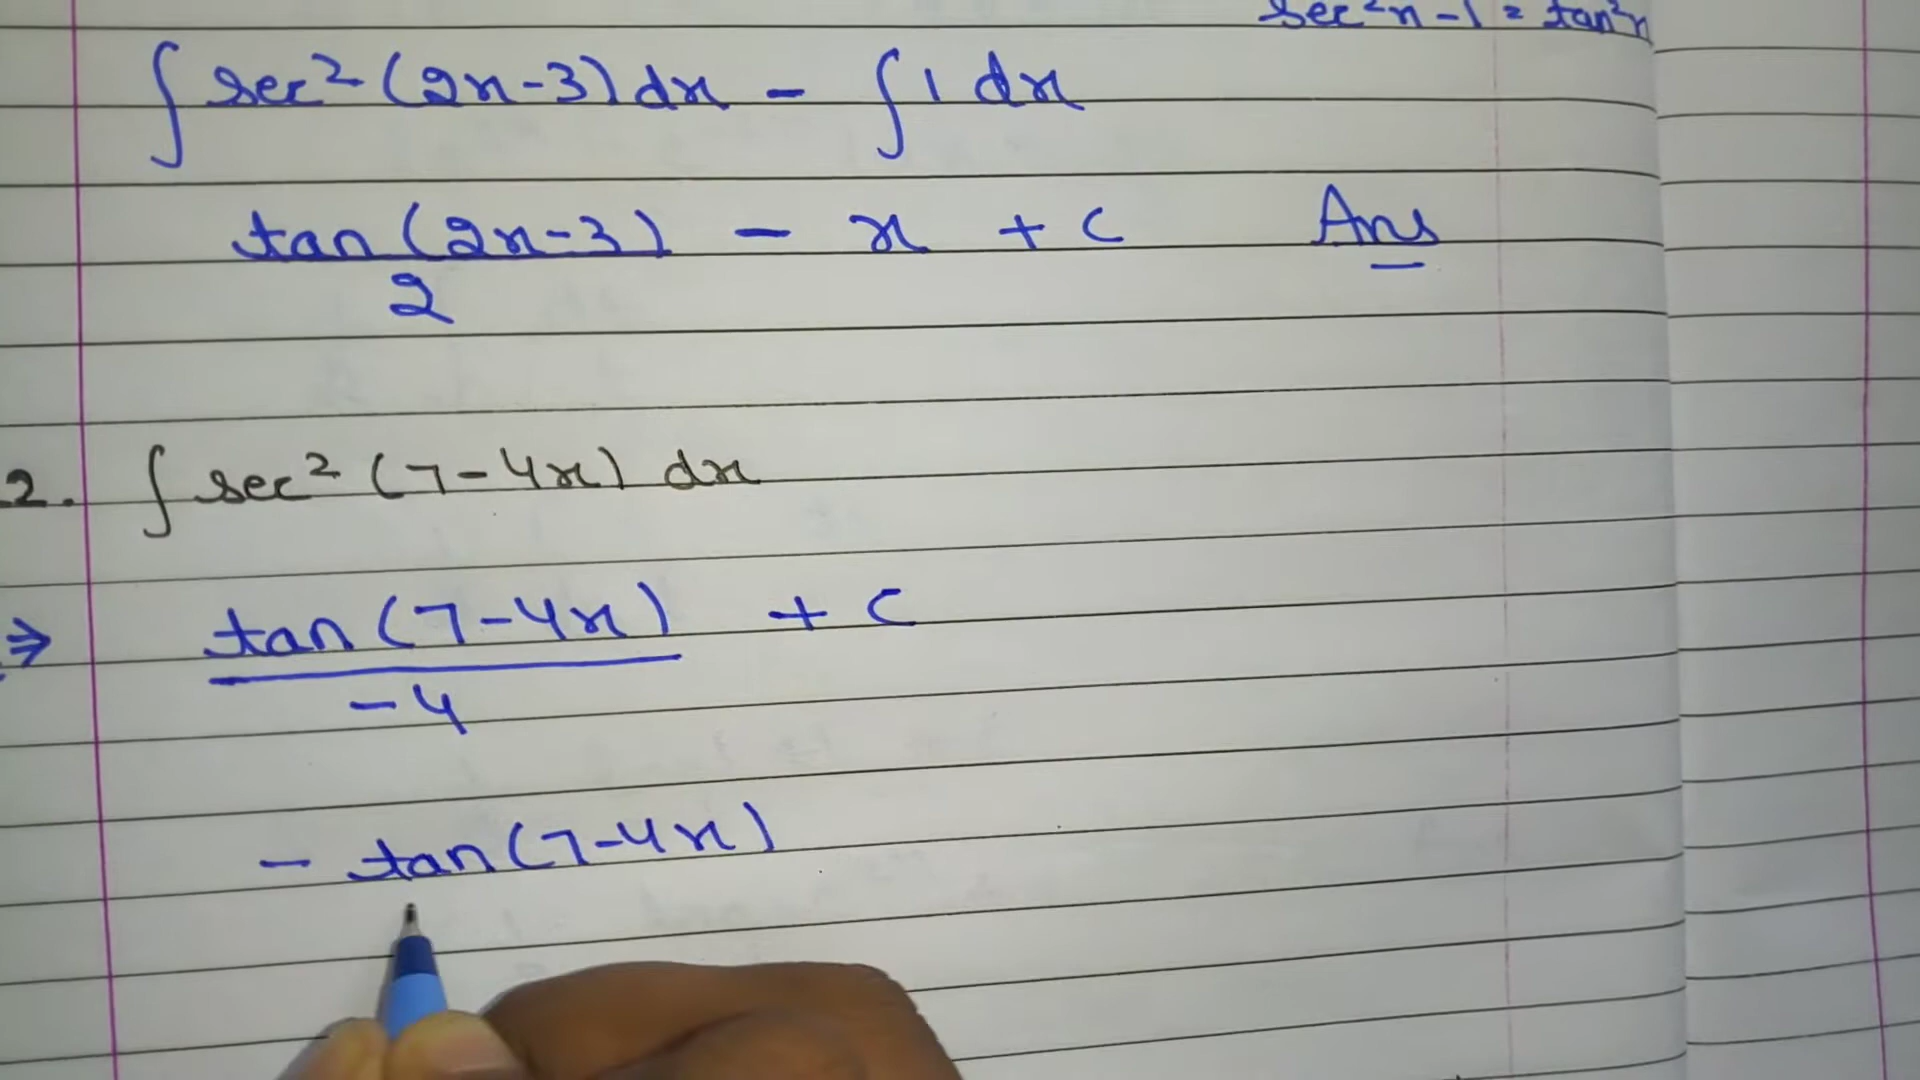 sec²x - 1 = tan²x
∫ sec² (2x-3) dx - ∫ 1 dx
tan (2x-3) - x + c Ans
2
2. ∫ sec² (7-4x) dx
⇒ tan (7-4x) + c
-4
- tan (7-4x)